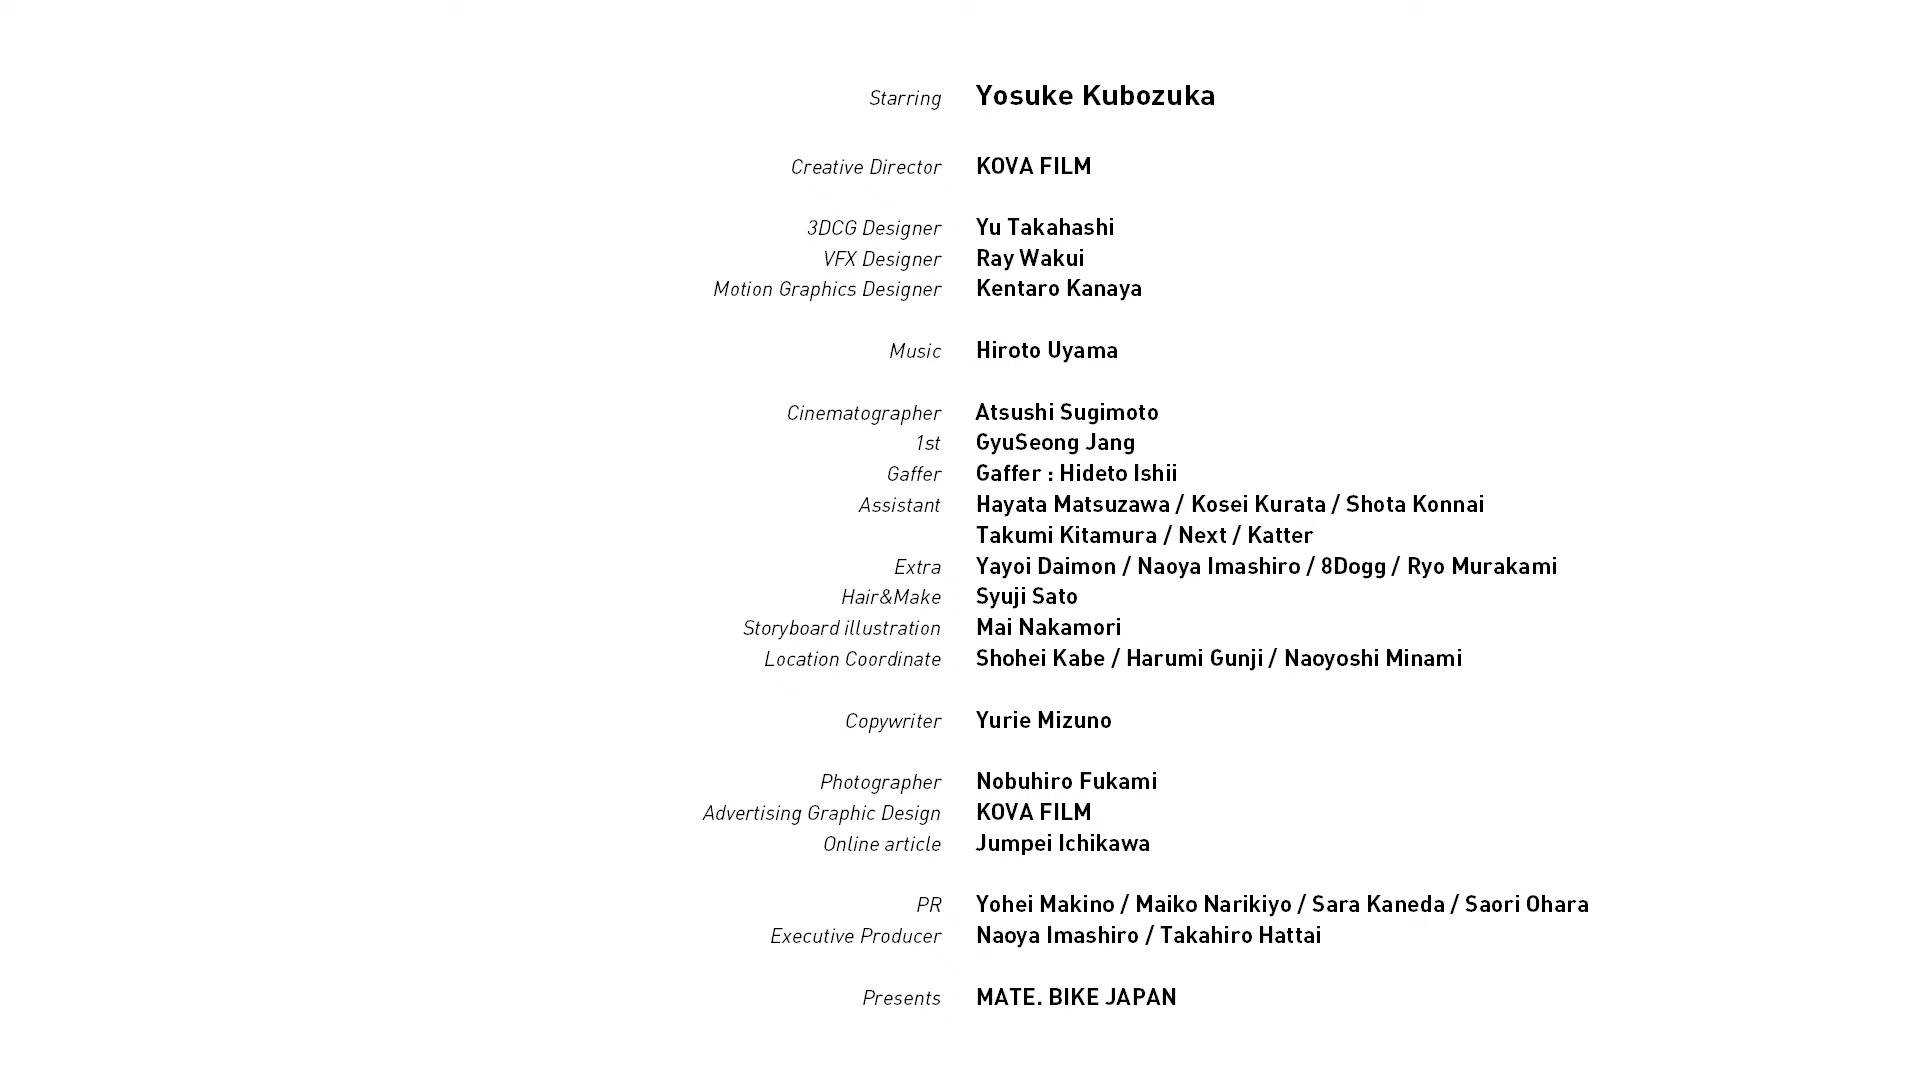 Starring Yosuke Kubozuka
Creative Director KOVA FILM
3DCG Designer Yu Takahashi
VFX Designer Ray Wakui
Motion Graphics Designer Kentaro Kanaya
Music Hiroto Uyama
Cinematographer Atsushi Sugimoto
1st GyuSeong Jang
Gaffer Gaffer : Hideto Ishii
Assistant Hayata Matsuzawa / Kosei Kurata / Shota Konnai
Takumi Kitamura / Next / Katter
Extra Yayoi Daimon / Naoya Imashiro / 8Dogg / Ryo Murakami
Hair&Make Syuji Sato
Storyboard illustration Mai Nakamori
Location Coordinate Shohei Kabe / Harumi Gunji / Naoyoshi Minami
Copywriter Yurie Mizuno
Photographer Nobuhiro Fukami
Advertising Graphic Design KOVA FILM
Online article Jumpei Ichikawa
PR Yohei Makino / Maiko Narikiyo / Sara Kaneda / Saori Ohara
Executive Producer Naoya Imashiro / Takahiro Hattai
Presents MATE. BIKE JAPAN